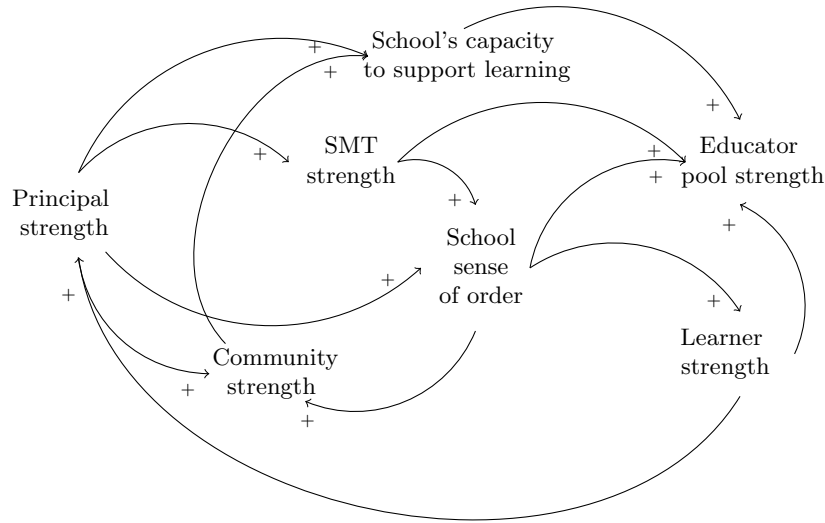 School's capacity
to support learning
+
+
+
SMT
strength
+
+
+
Educator
pool strength
Principal
strength
+
+
School
sense
of order
+
+
+
Learner
strength
Community
strength
+
+